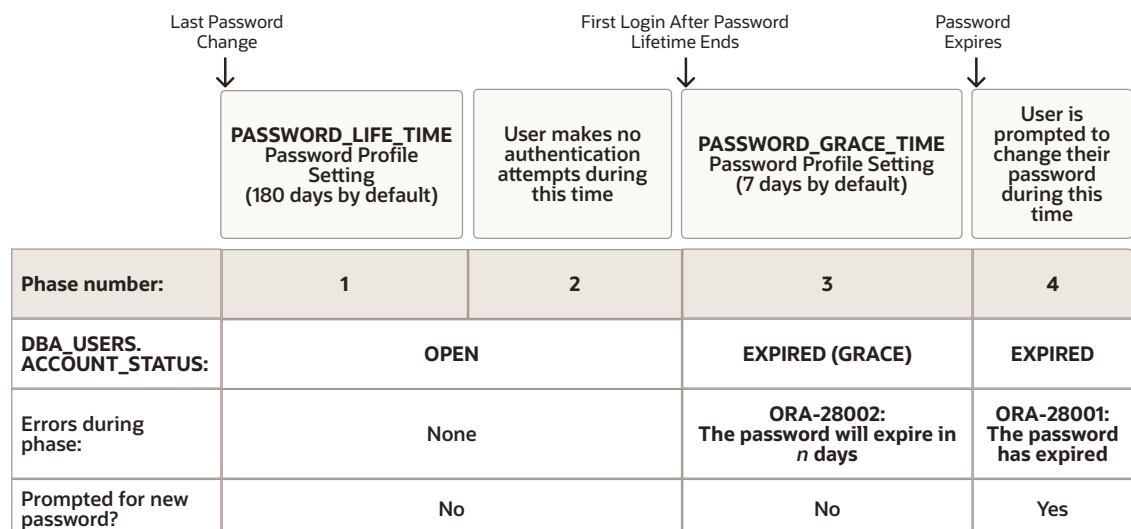 Last Password
Change
First Login After Password
Lifetime Ends
Password
Expires
PASSWORD_LIFE_TIME
Password Profile
Setting
(180 days by default)
User makes no
authentication
attempts during
this time
PASSWORD_GRACE_TIME
Password Profile Setting
(7 days by default)
User is
prompted to
change their
password
during this
time
Phase number:
1
2
3
4
DBA_USERS.
ACCOUNT_STATUS:
OPEN
EXPIRED (GRACE)
EXPIRED
Errors during
phase:
None
ORA-28002:
The password will expire in
n days
ORA-28001:
The password
has expired
Prompted for new
password?
No
No
Yes